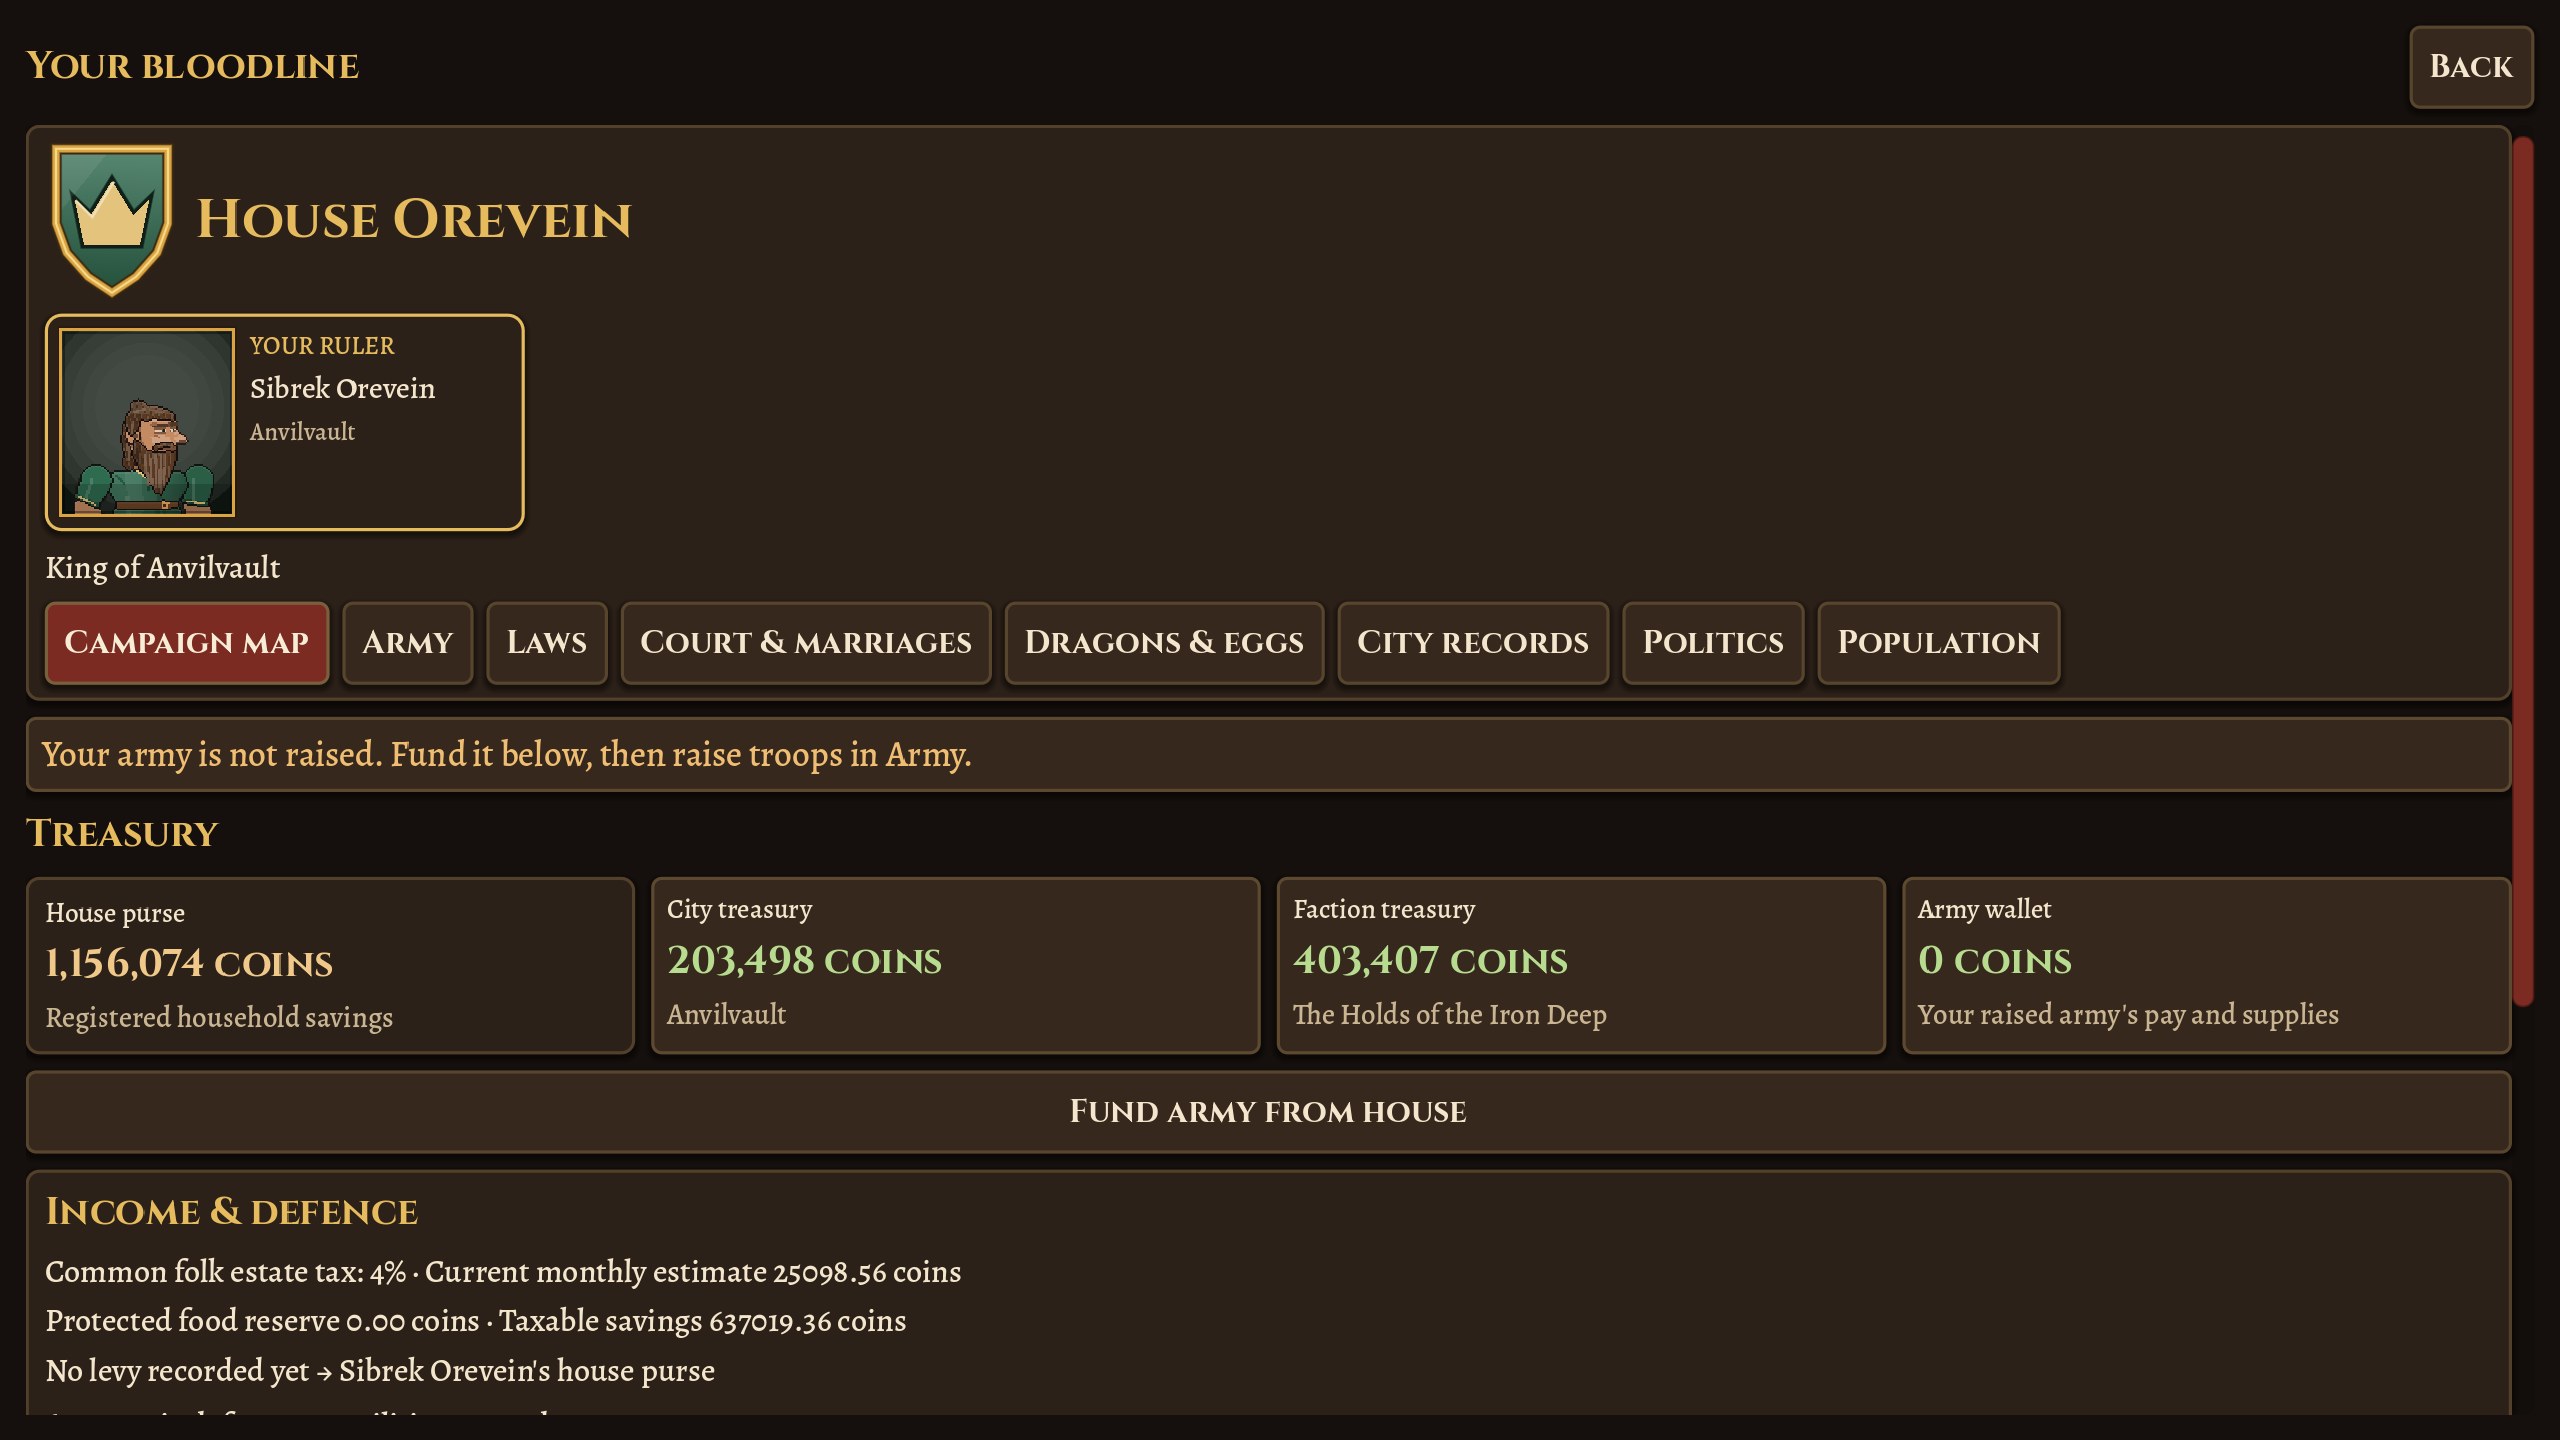 Your bloodline
Back
House Orevein
YOUR RULER
Sibrek Orevein
Anvilvault
King of Anvilvault
Campaign map
Army
Laws
Court & marriages
Dragons & eggs
City records
Politics
Population
Your army is not raised. Fund it below, then raise troops in Army.
Treasury
House purse
1,156,074 coins
Registered household savings
City treasury
203,498 coins
Anvilvault
Faction treasury
403,407 coins
The Holds of the Iron Deep
Army wallet
0 coins
Your raised army's pay and supplies
Fund army from house
Income & defence
Common folk estate tax: 4% · Current monthly estimate 25098.56 coins
Protected food reserve 0.00 coins · Taxable savings 637019.36 coins
No levy recorded yet → Sibrek Orevein's house purse